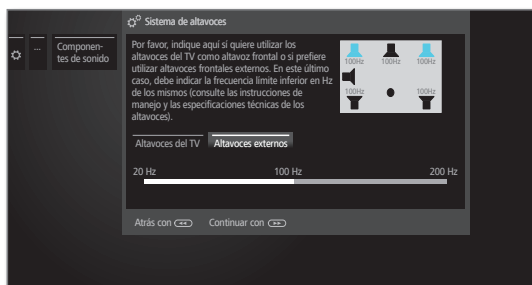 Sistema de altavoces
...
Componen-
tes de sonido
Por favor, indique aquí sí quiere utilizar los
altavoces del TV como altavoz frontal o si prefiere
utilizar altavoces frontales externos. En este último
caso, debe indicar la frecuencia límite inferior en Hz
de los mismos (consulte las instrucciones de
manejo y las especificaciones técnicas de los
altavoces).
100Hz 100Hz 100Hz
100Hz 100Hz
Altavoces del TV Altavoces externos
20 Hz 100 Hz 200 Hz
Atrás con Continuar con